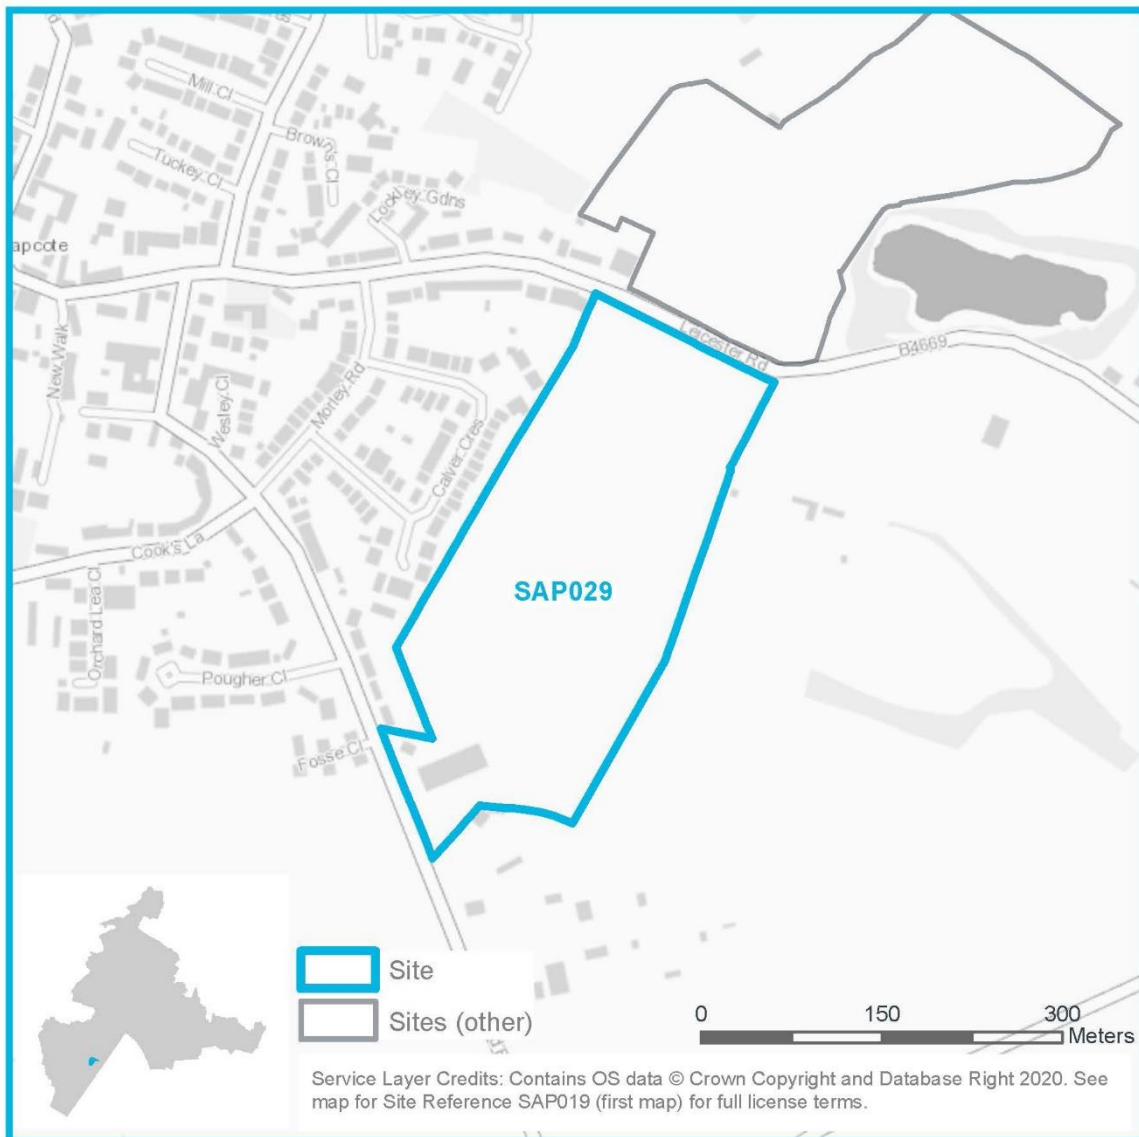 Mill Cl
Brown's Cl
Tuckey Cl
Lockley Gdns
apcote
Leicester Rd
B4669
New Walk
Wesley Cl
Morley Rd
Calver Cres
Cook's La
SAP029
Orchard Lea Cl
Pougher Cl
Fosse Cl
Site
Sites (other)
0 150 300
Meters
Service Layer Credits: Contains OS data © Crown Copyright and Database Right 2020. See
map for Site Reference SAP019 (first map) for full license terms.